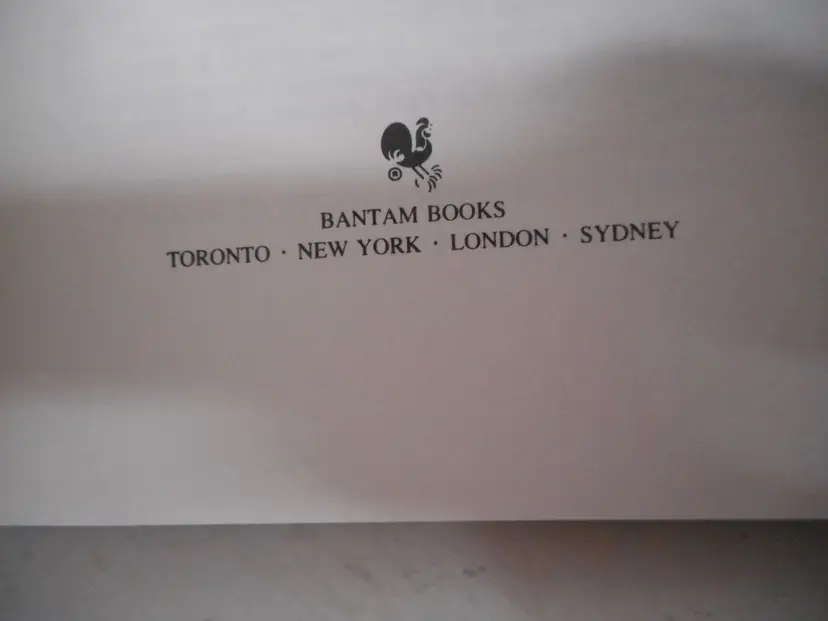 BANTAM BOOKS
TORONTO · NEW YORK · LONDON · SYDNEY